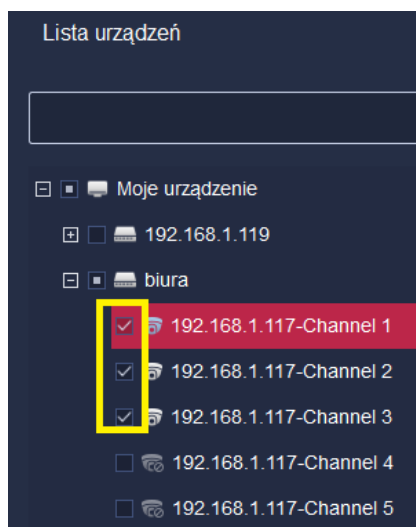 Lista urządzeń
Moje urządzenie
192.168.1.119
biura
192.168.1.117-Channel 1
192.168.1.117-Channel 2
192.168.1.117-Channel 3
192.168.1.117-Channel 4
192.168.1.117-Channel 5